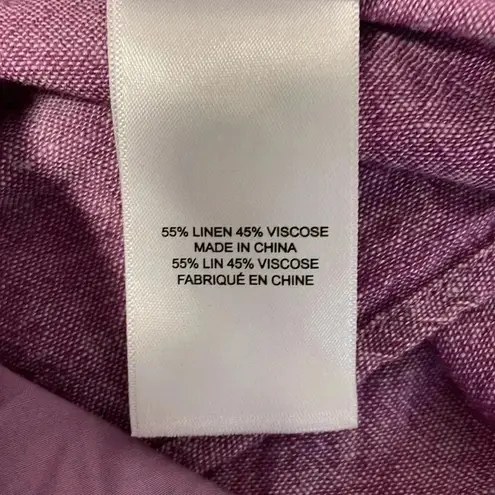 55% LINEN 45% VISCOSE
MADE IN CHINA
55% LIN 45% VISCOSE
FABRIQUÉ EN CHINE